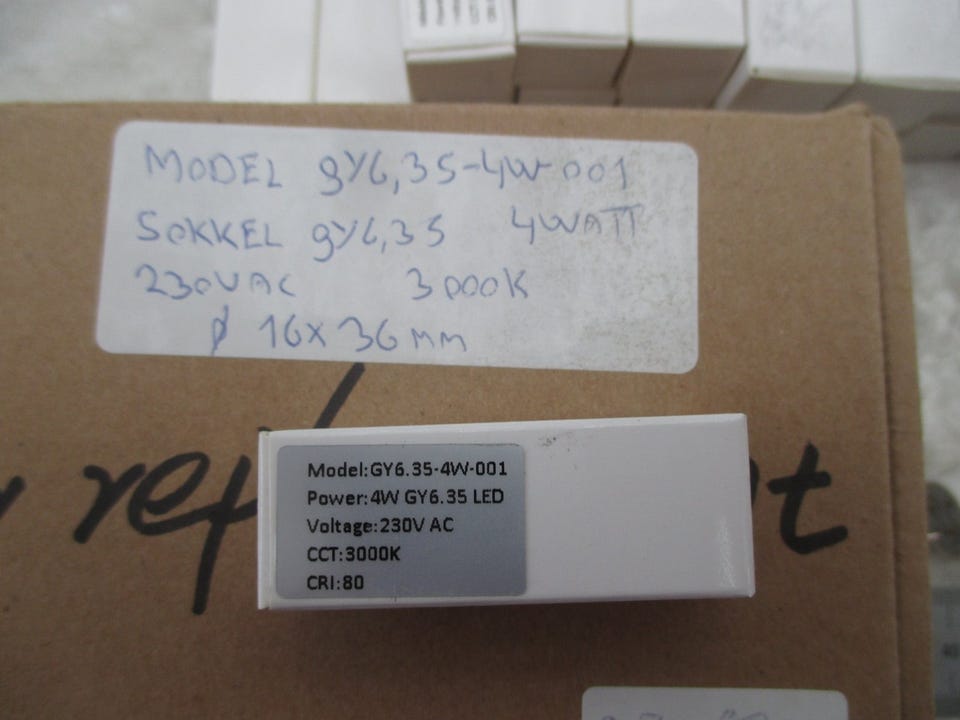 MODEL gY6,35-4W-001
SOKKEL gY6,35 4WATT
230VAC 3000K
ø 16x36mm
Model:GY6.35-4W-001
Power:4W GY6.35 LED
Voltage:230V AC
CCT:3000K
CRI:80